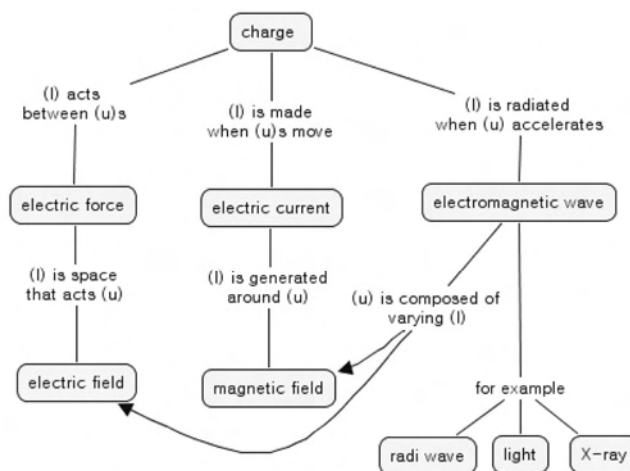 charge
(l) acts
between (u)s
(l) is made
when (u)s move
(l) is radiated
when (u) accelerates
electric force
electric current
electromagnetic wave
(l) is space
that acts (u)
(l) is generated
around (u)
(u) is composed of
varying (l)
electric field
magnetic field
for example
radi wave
light
X-ray